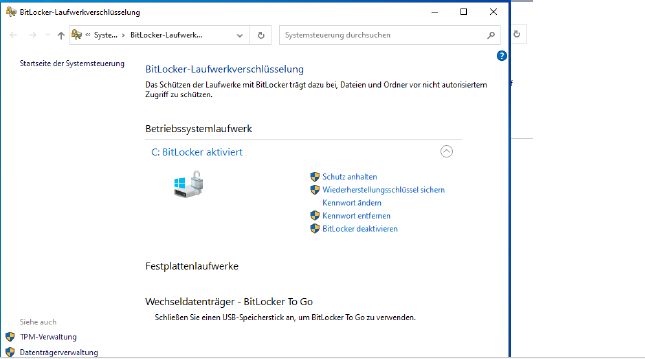 BitLocker-Laufwerkverschlüsselung
« Syste... › BitLocker-Laufwerk...
Systemsteuerung durchsuchen
Startseite der Systemsteuerung
BitLocker-Laufwerkverschlüsselung
Das Schützen der Laufwerke mit BitLocker trägt dazu bei, Dateien und Ordner vor nicht autorisiertem
Zugriff zu schützen.
Betriebssystemlaufwerk
C: BitLocker aktiviert
Schutz anhalten
Wiederherstellungsschlüssel sichern
Kennwort ändern
Kennwort entfernen
BitLocker deaktivieren
Festplattenlaufwerke
Wechseldatenträger - BitLocker To Go
Schließen Sie einen USB-Speicherstick an, um BitLocker To Go zu verwenden.
Siehe auch
TPM-Verwaltung
Datenträgerverwaltung